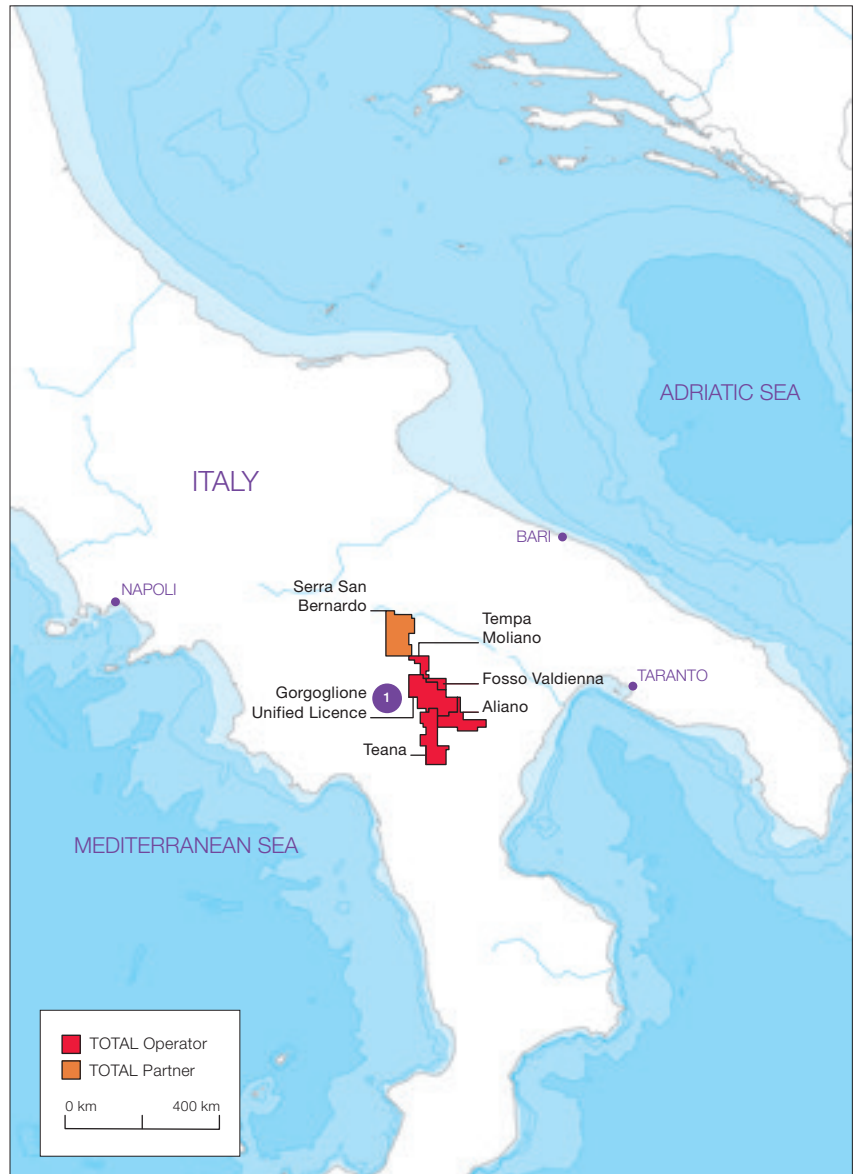 ADRIATIC SEA
ITALY
BARI
NAPOLI
Serra San
Bernardo
Tempa
Moliano
Fosso Valdienna
TARANTO
Gorgoglione
Unified Licence
1
Aliano
Teana
MEDITERRANEAN SEA
TOTAL Operator
TOTAL Partner
0 km 400 km